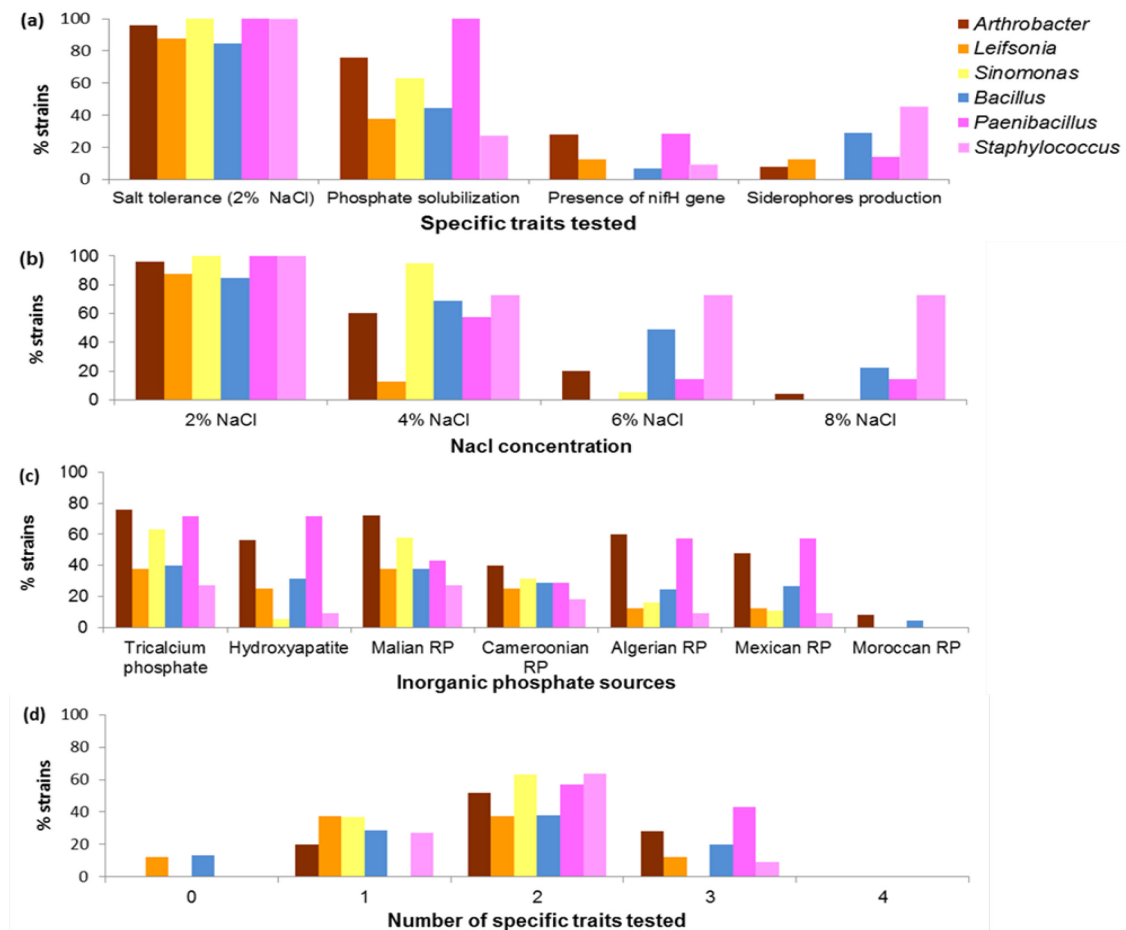 (a)
100
80
60
40
20
0
% strains
Salt tolerance (2% NaCl) Phosphate solubilization Presence of nifH gene Siderophores production
Specific traits tested
Arthrobacter
Leifsonia
Sinomonas
Bacillus
Paenibacillus
Staphylococcus
(b)
100
80
60
40
20
0
% strains
2% NaCl 4% NaCl 6% NaCl 8% NaCl
Nacl concentration
(c)
100
80
60
40
20
0
% strains
Tricalcium phosphate Hydroxyapatite Malian RP Cameroonian RP Algerian RP Mexican RP Moroccan RP
Inorganic phosphate sources
(d)
100
80
60
40
20
0
% strains
0 1 2 3 4
Number of specific traits tested